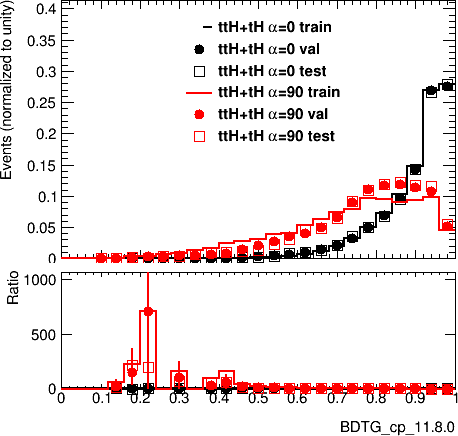 Events (normalized to unity)
0.4
0.35
0.3
0.25
0.2
0.15
0.1
0.05
0
ttH+tH α=0 train
ttH+tH α=0 val
ttH+tH α=0 test
ttH+tH α=90 train
ttH+tH α=90 val
ttH+tH α=90 test
Ratio
1000
500
0
0 0.1 0.2 0.3 0.4 0.5 0.6 0.7 0.8 0.9 1
BDTG_cp_11.8.0